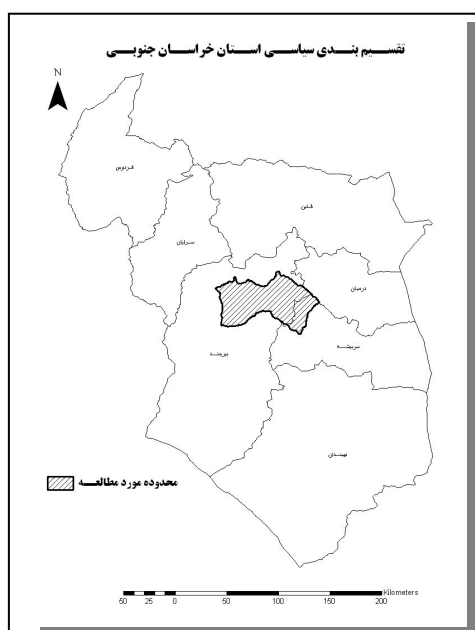 تقسیم بندی سیاسی استان خراسان جنوبی
N
فردوس
قائن
سرایان
درمیان
سربیشه
بیرجند
نهبندان
محدوده مورد مطالعه
Kilometers
50 25 0 50 100 150 200